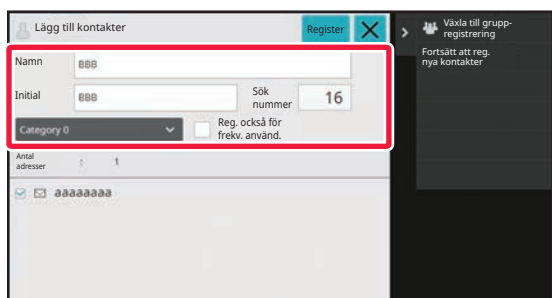 Lägg till kontakter
Register
Växla till grupp-
registrering
Fortsätt att reg.
nya kontakter
Namn
BBB
Initial
BBB
Sök
nummer
16
Category 0
Reg. också för
frekv. använd.
Antal
adresser
: 1
aaaaaaaa